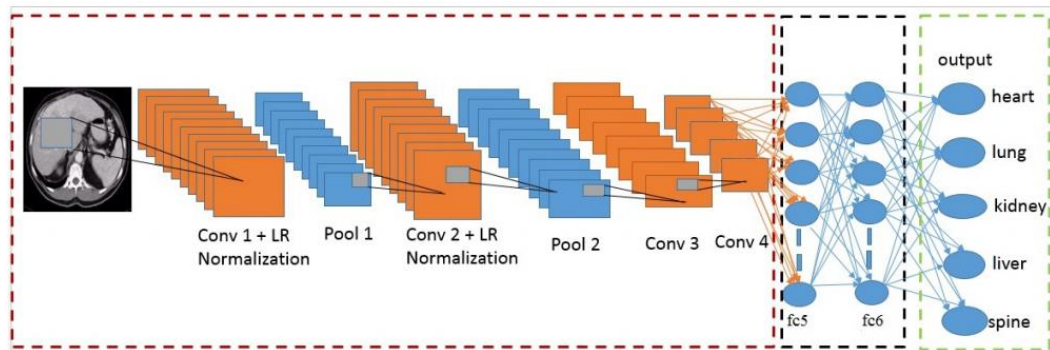 output
heart
lung
kidney
liver
spine
Conv 1 + LR
Normalization
Pool 1
Conv 2 + LR
Normalization
Pool 2
Conv 3
Conv 4
fc5
fc6